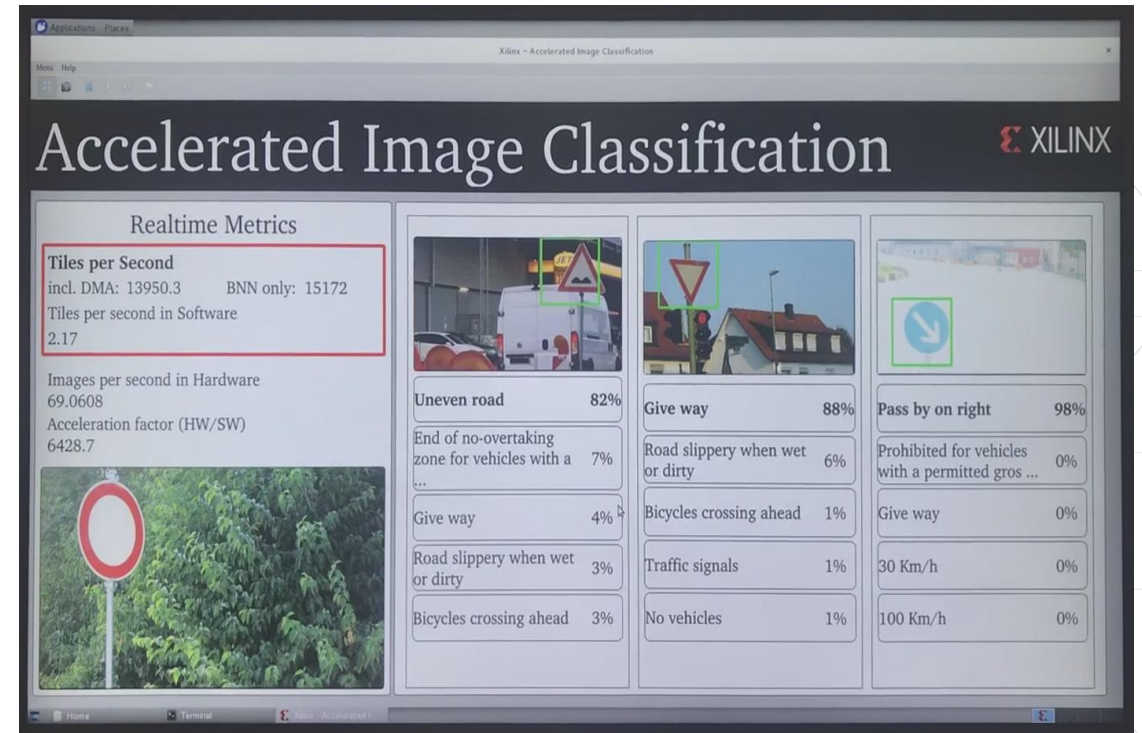 Applications Places
Xilinx - Accelerated Image Classification
Menu Help
Accelerated Image Classification
XILINX
Realtime Metrics
Tiles per Second
incl. DMA: 13950.3 BNN only: 15172
Tiles per second in Software
2.17
Images per second in Hardware
69.0608
Acceleration factor (HW/SW)
6428.7
JET
Uneven road 82%
End of no-overtaking
zone for vehicles with a 7%
...
Give way 4%
Road slippery when wet
or dirty 3%
Bicycles crossing ahead 3%
Give way 88%
Road slippery when wet
or dirty 6%
Bicycles crossing ahead 1%
Traffic signals 1%
No vehicles 1%
Pass by on right 98%
Prohibited for vehicles
with a permitted gros ... 0%
Give way 0%
30 Km/h 0%
100 Km/h 0%
Home
Terminal